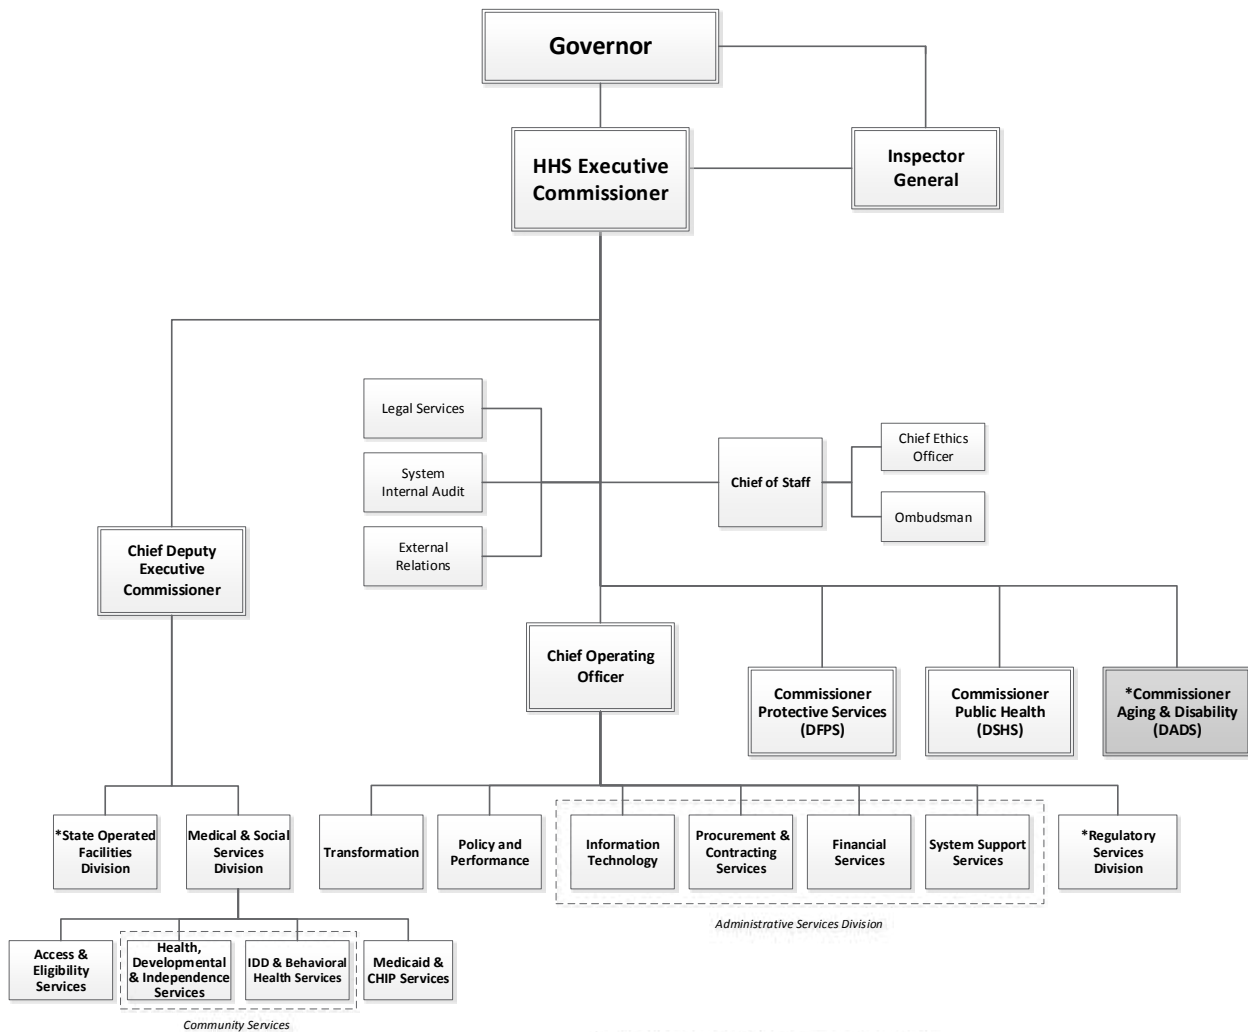 Governor
HHS Executive
Commissioner
Inspector
General
Legal Services
System
Internal Audit
External
Relations
Chief of Staff
Chief Ethics
Officer
Ombudsman
Chief Deputy
Executive
Commissioner
Chief Operating
Officer
Commissioner
Protective Services
(DFPS)
Commissioner
Public Health
(DSHS)
*Commissioner
Aging & Disability
(DADS)
*State Operated
Facilities
Division
Medical & Social
Services
Division
Transformation
Policy and
Performance
Information
Technology
Procurement &
Contracting
Services
Financial
Services
System Support
Services
*Regulatory
Services
Division
Administrative Services Division
Access &
Eligibility
Services
Health,
Developmental
& Independence
Services
IDD & Behavioral
Health Services
Medicaid &
CHIP Services
Community Services